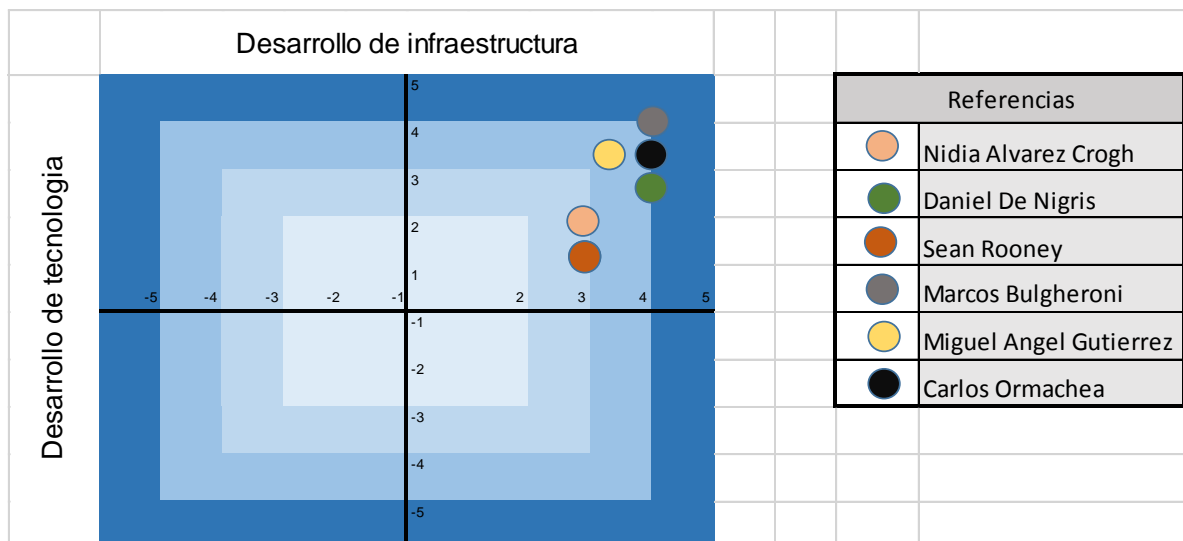 Desarrollo de infraestructura
Desarrollo de tecnologia
5
4
3
2
1
-5 -4 -3 -2 -1 2 3 4 5
-1
-2
-3
-4
-5
Referencias
Nidia Alvarez Crogh
Daniel De Nigris
Sean Rooney
Marcos Bulgheroni
Miguel Angel Gutierrez
Carlos Ormachea